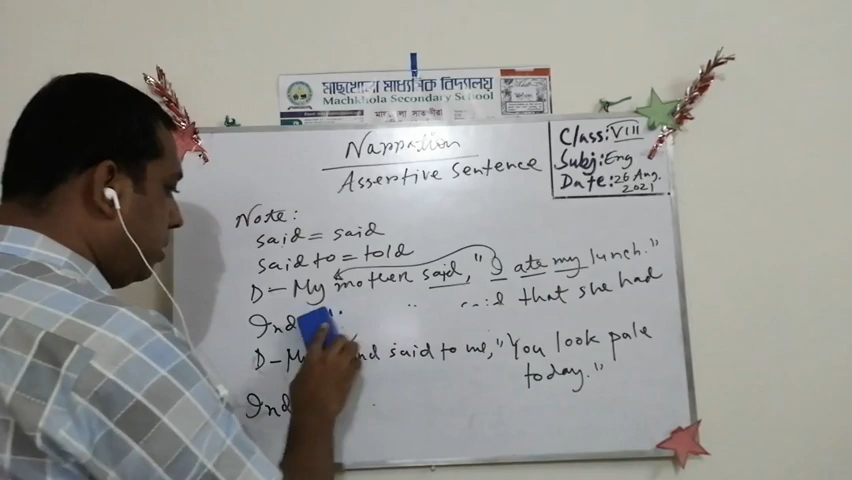 মাছখোলা মাধ্যমিক বিদ্যালয়
Machkhola Secondary School
Narration
Assertive Sentence
Class: VIII
Subj: Eng
Date: 26 Aug. 2021
Note:
said = said
said to = told
D- My mother said, "I ate my lunch."
Ind said that she had
D- My said to me, "You look pale
today."
Ind